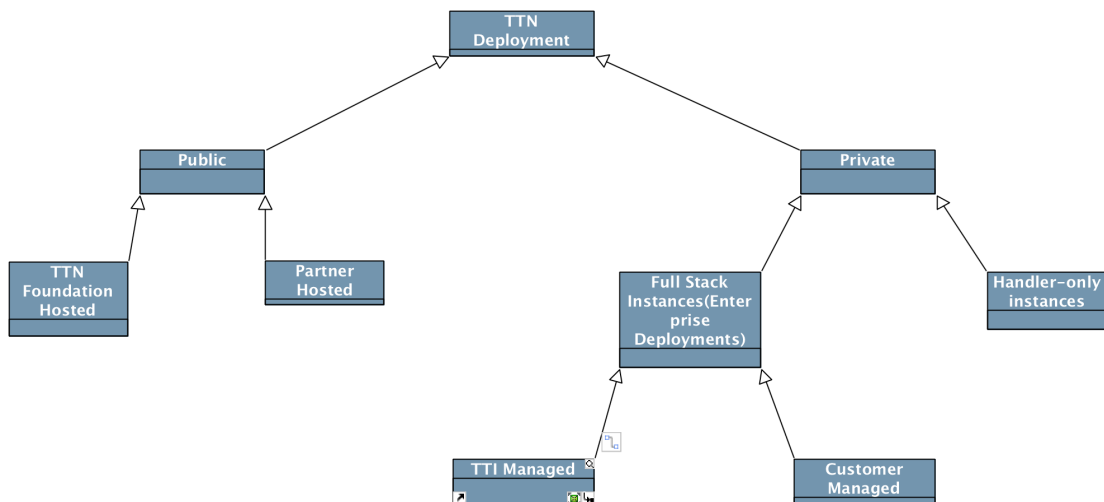 TTN
Deployment
Public
Private
TTN
Foundation
Hosted
Partner
Hosted
Full Stack
Instances(Enter
prise
Deployments)
Handler-only
instances
TTI Managed
Customer
Managed